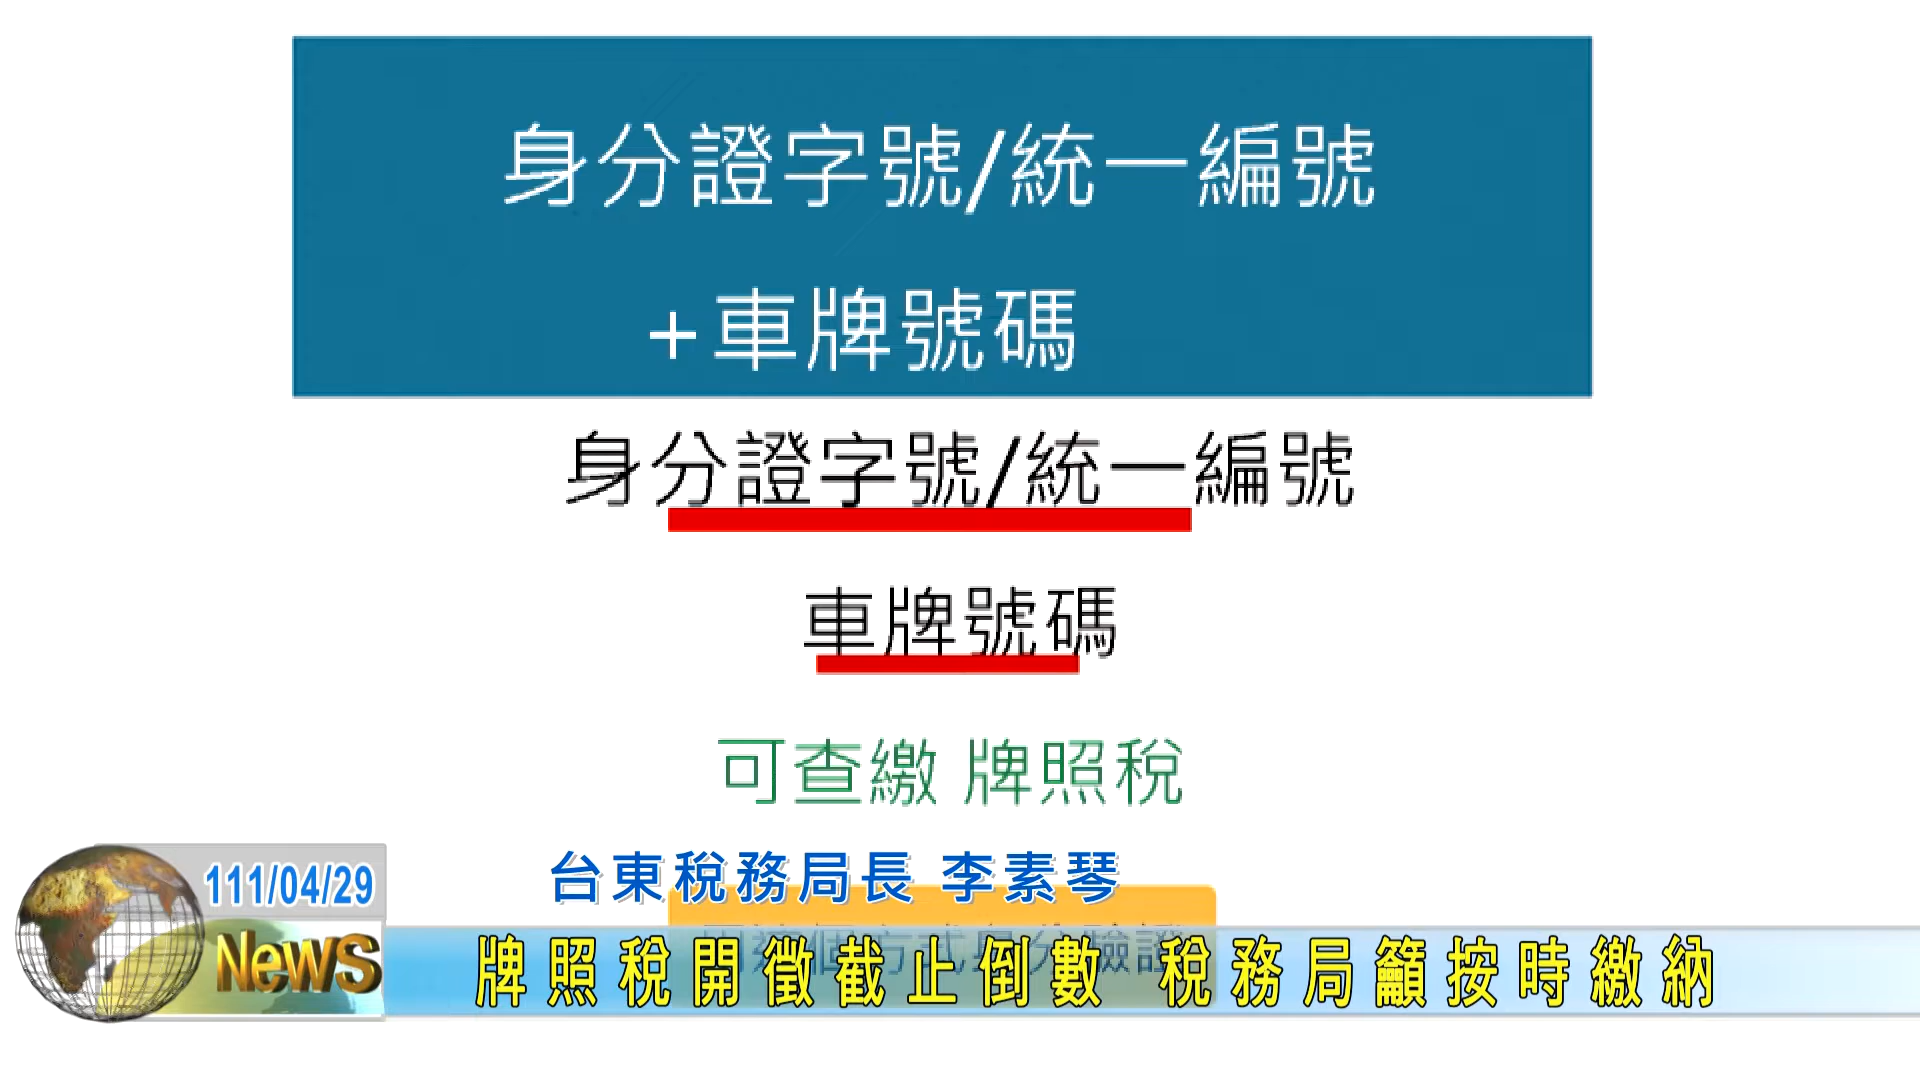 身分證字號/統一編號
+車牌號碼
身分證字號/統一編號
車牌號碼
可查繳 牌照稅
台東稅務局長 李素琴
111/04/29
News
牌照稅開徵截止倒數 稅務局籲按時繳納